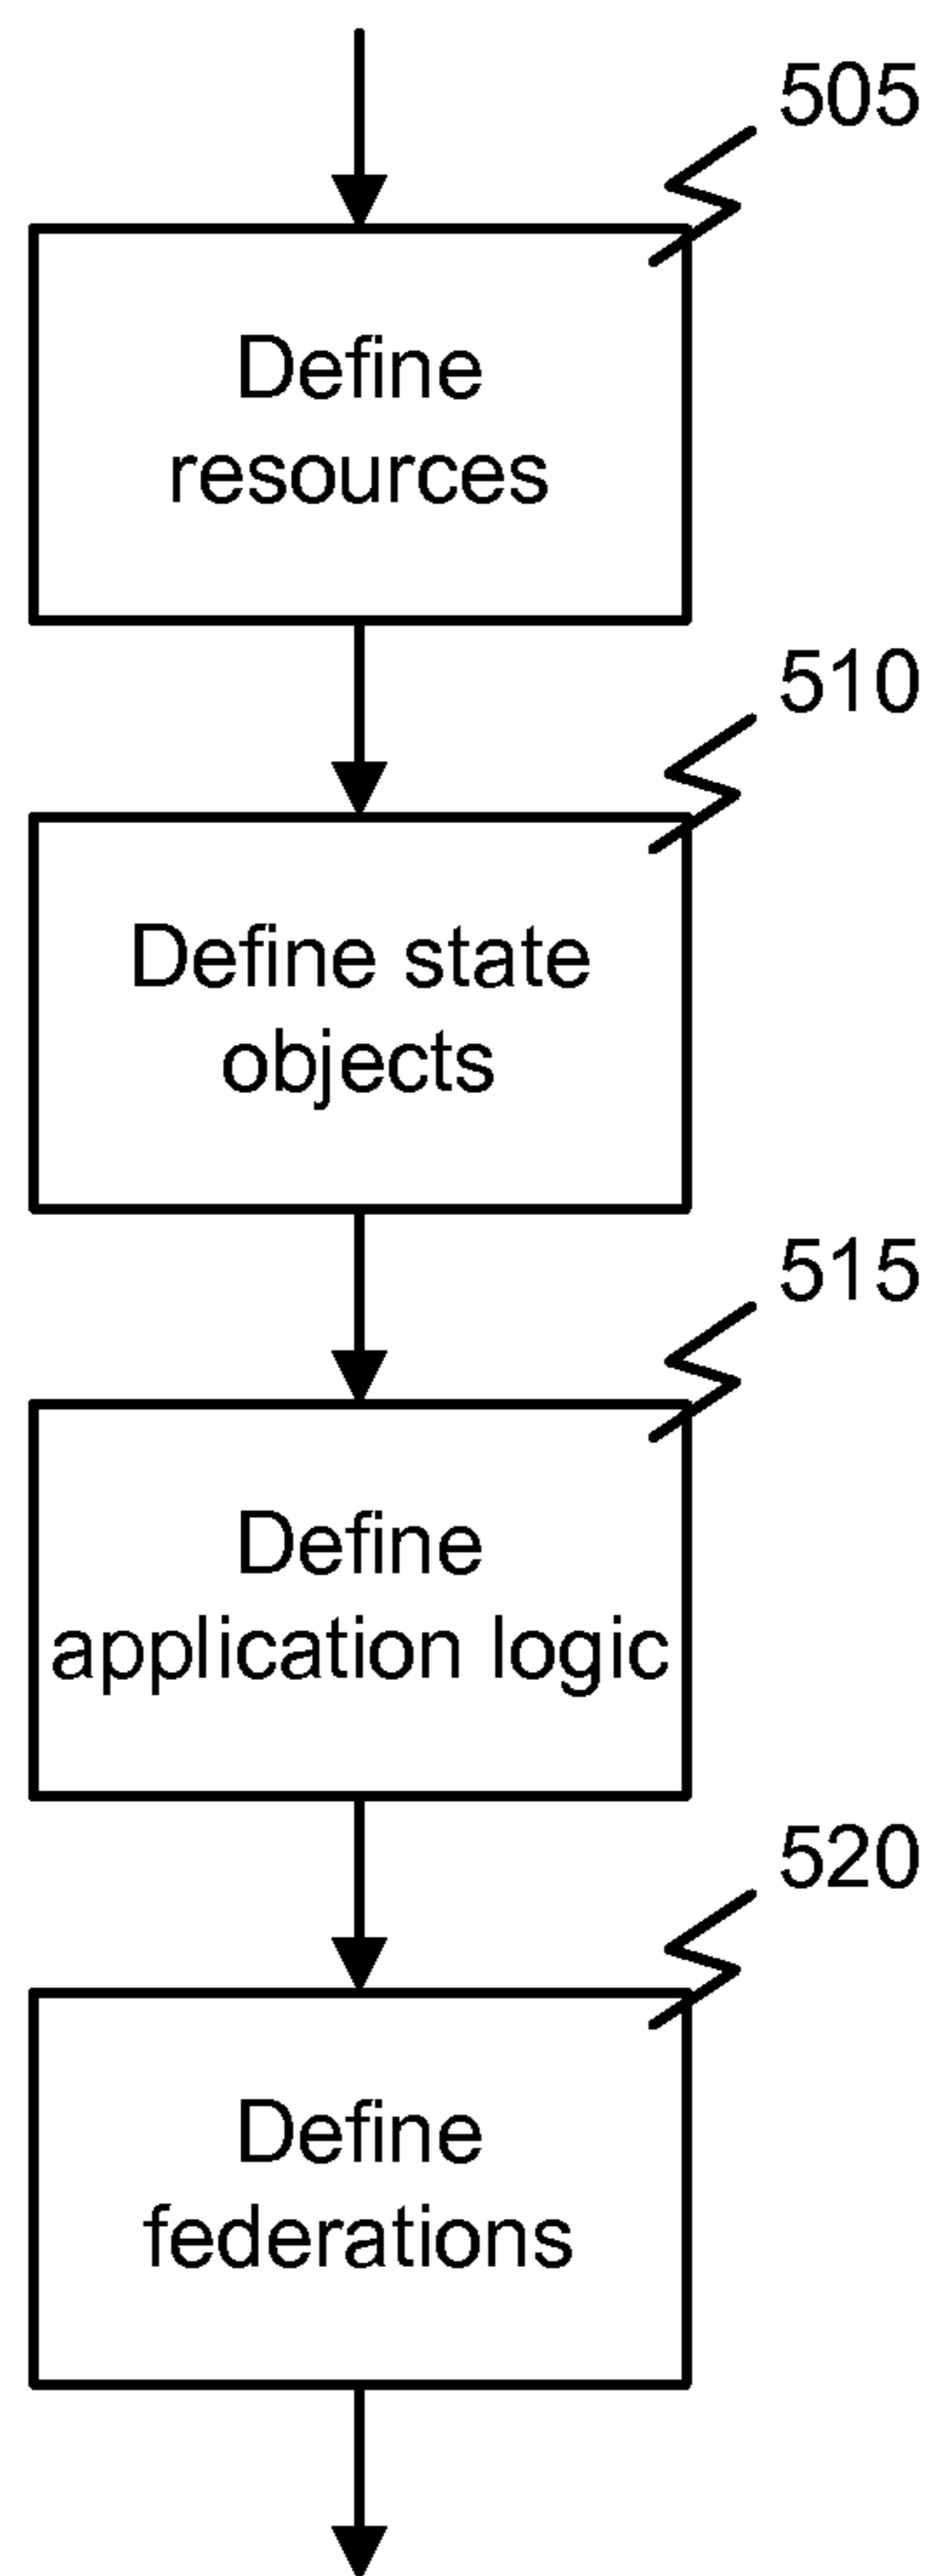 505
Define
resources
510
Define state
objects
515
Define
application logic
520
Define
federations